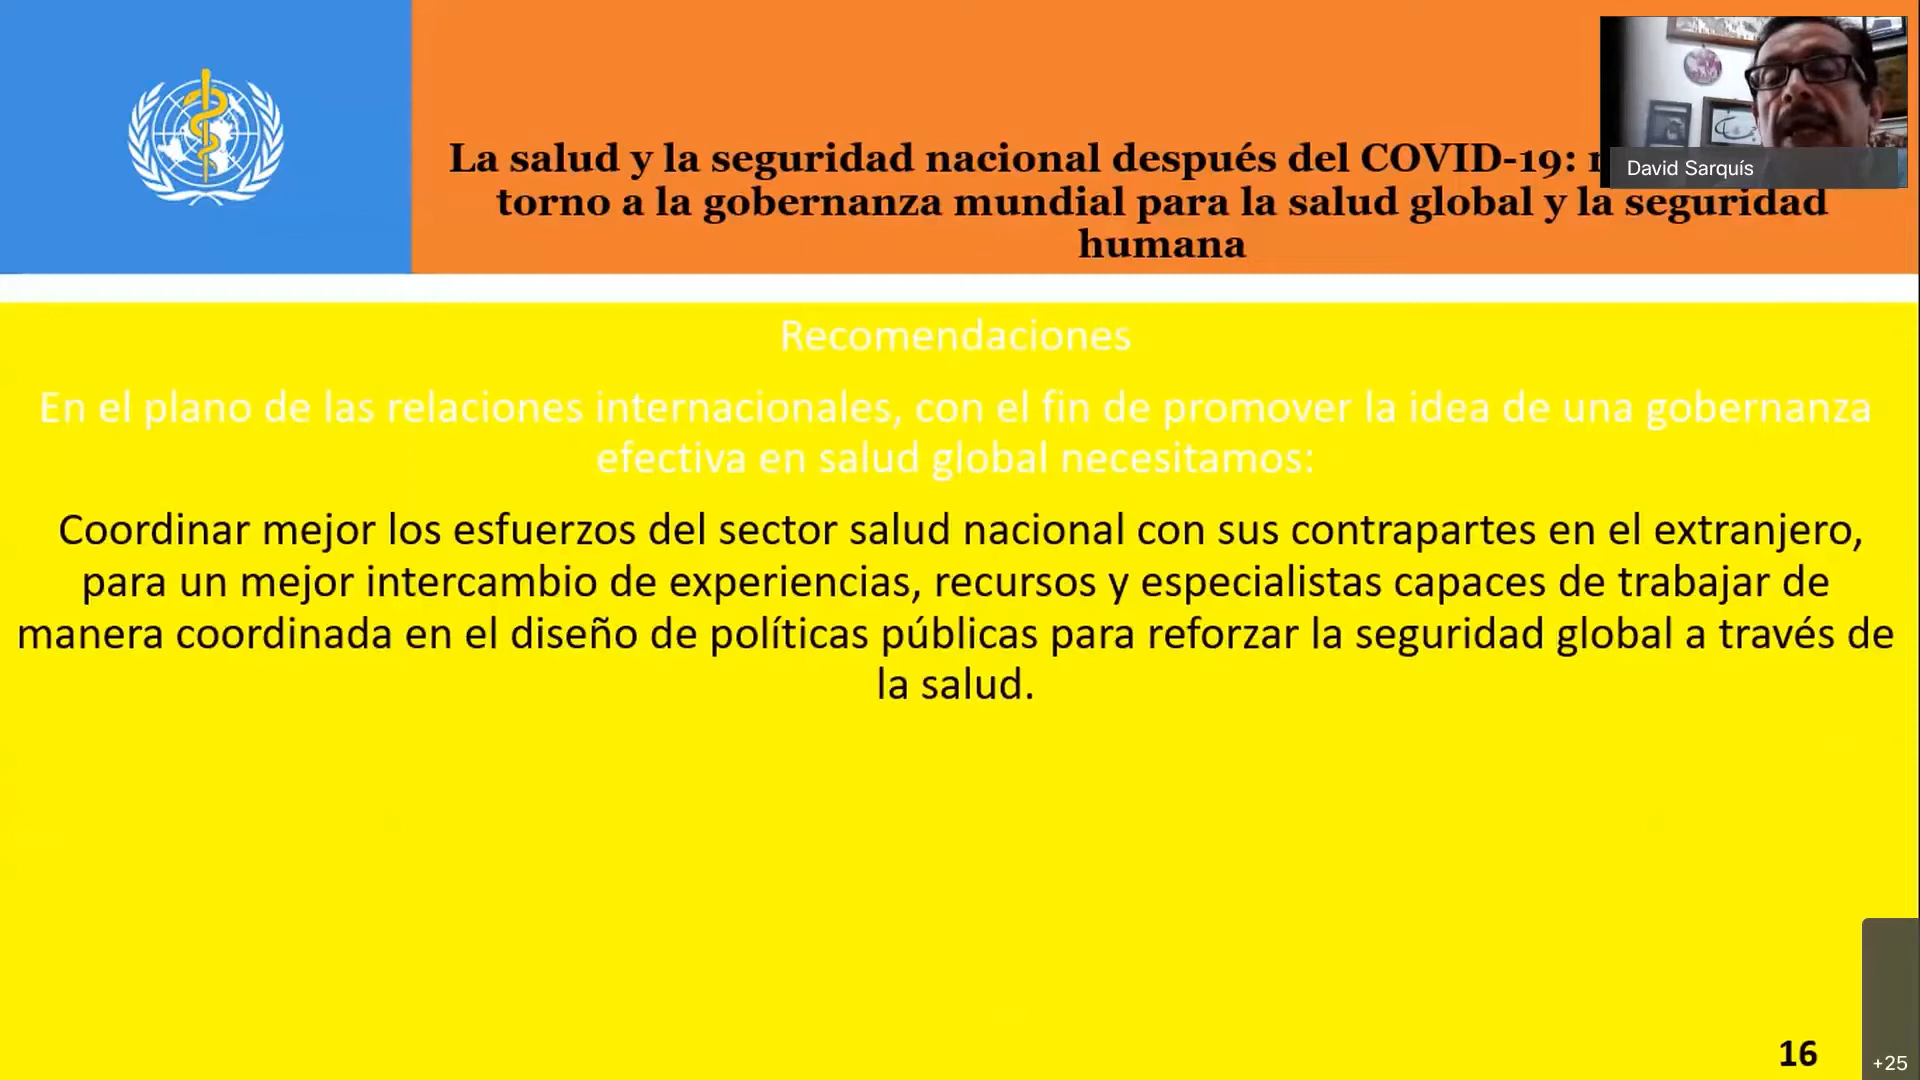 La salud y la seguridad nacional después del COVID-19:
David Sarquís
torno a la gobernanza mundial para la salud global y la seguridad
humana
Recomendaciones
En el plano de las relaciones internacionales, con el fin de promover la idea de una gobernanza
efectiva en salud global necesitamos:
Coordinar mejor los esfuerzos del sector salud nacional con sus contrapartes en el extranjero,
para un mejor intercambio de experiencias, recursos y especialistas capaces de trabajar de
manera coordinada en el diseño de políticas públicas para reforzar la seguridad global a través de
la salud.
16
+25